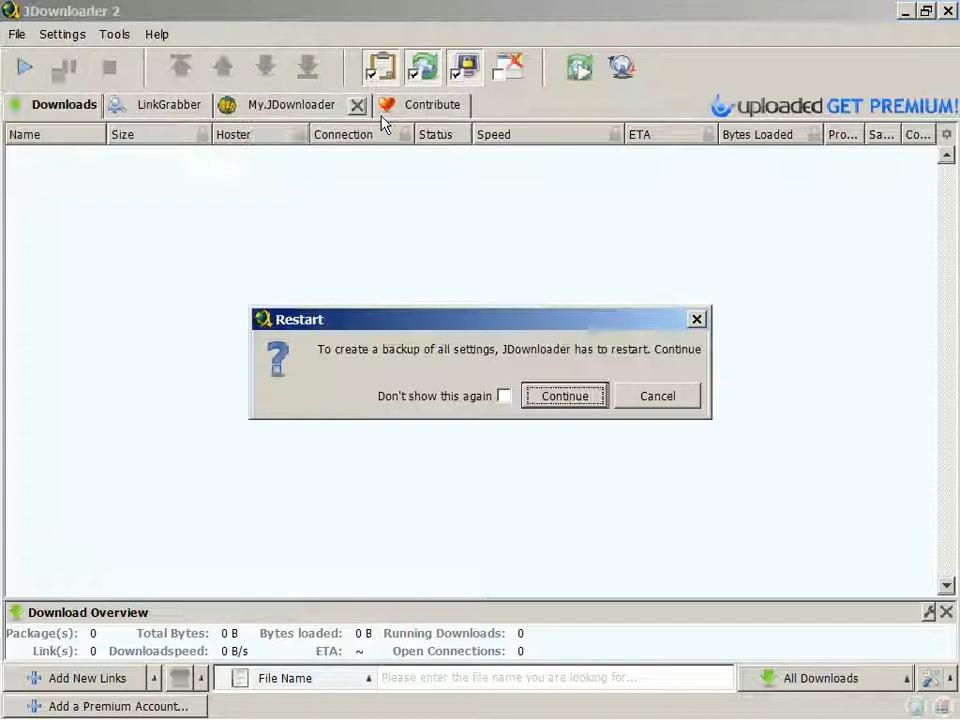 JDownloader 2
File Settings Tools Help
Downloads LinkGrabber My.JDownloader Contribute uploaded GET PREMIUM!
Name Size Hoster Connection Status Speed ETA Bytes Loaded Pro... Sa... Co...
Restart
To create a backup of all settings, JDownloader has to restart. Continue
Don't show this again Continue Cancel
Download Overview
Package(s): 0 Total Bytes: 0 B Bytes loaded: 0 B Running Downloads: 0
Link(s): 0 Downloadspeed: 0 B/s ETA: ~ Open Connections: 0
Add New Links File Name Please enter the file name you are looking for... All Downloads
Add a Premium Account...